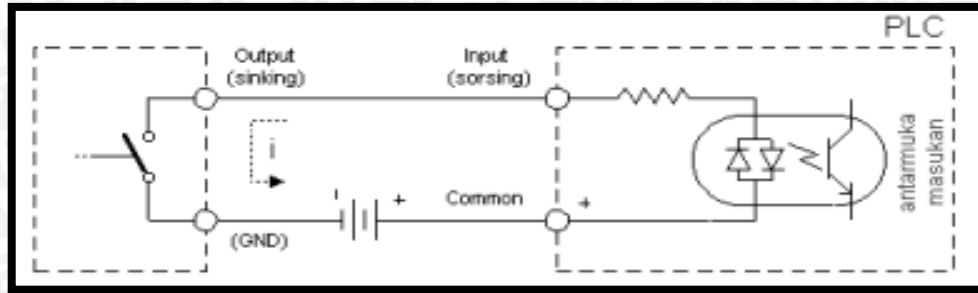 PLC
Output
(sinking)
Input
(sorsing)
i
+
Common
+
(GND)
antarmuka
masukan